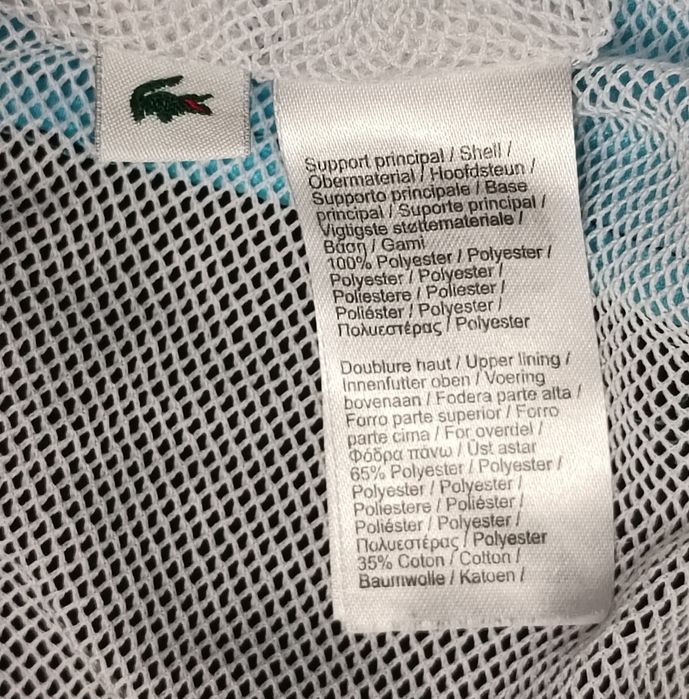 Support principal / Shell /
Obermaterial / Hoofdsteun /
Supporto principale / Base
principal / Suporte principal /
Vigtigste støttemateriale /
Βάση / Gami
100% Polyester / Polyester /
Polyester / Polyester /
Poliestere / Poliester /
Poliéster / Polyester /
Πολυεστέρας / Polyester
Doublure haut / Upper lining /
Innenfutter oben / Voering
bovenaan / Fodera parte alta /
Forro parte superior / Forro
parte cima / For overdel /
Φόδρα πάνω / Üst astar
65% Polyester / Polyester /
Polyester / Polyester /
Poliestere / Poliéster /
Poliéster / Polyester /
Πολυεστέρας / Polyester
35% Coton / Cotton /
Baumwolle / Katoen /